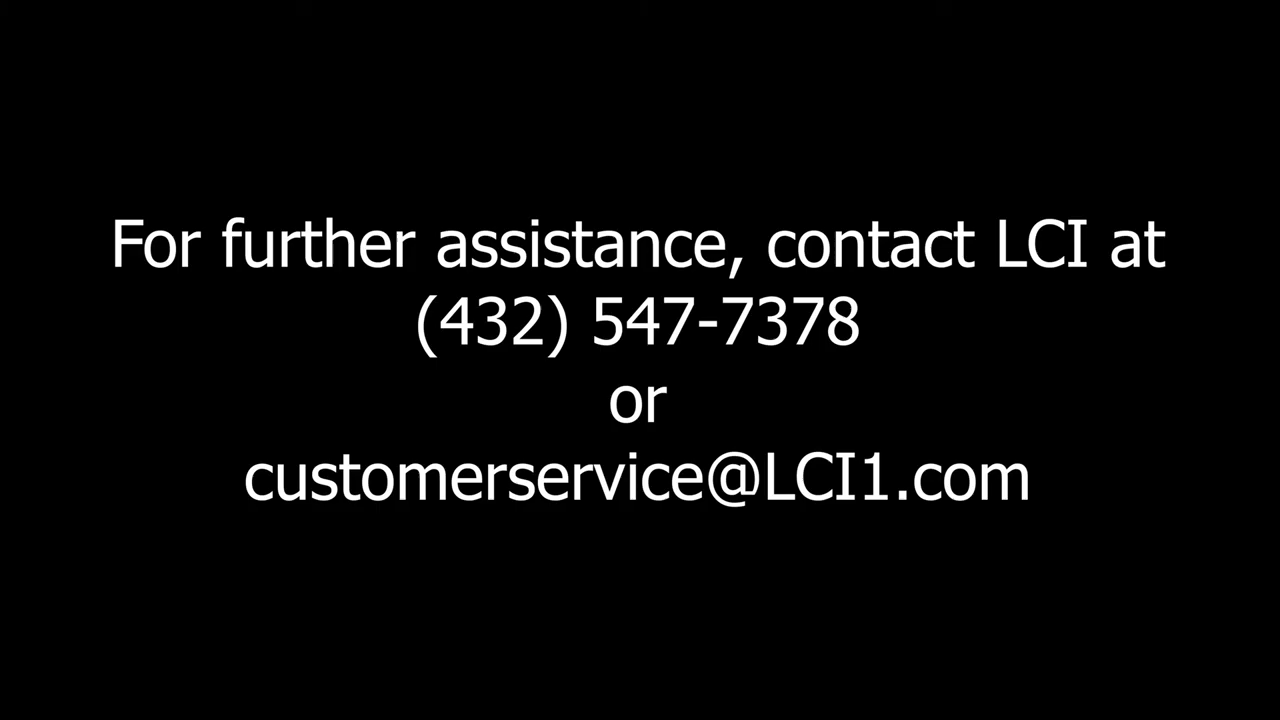 For further assistance, contact LCI at
(432) 547-7378
or
customerservice@LCI1.com